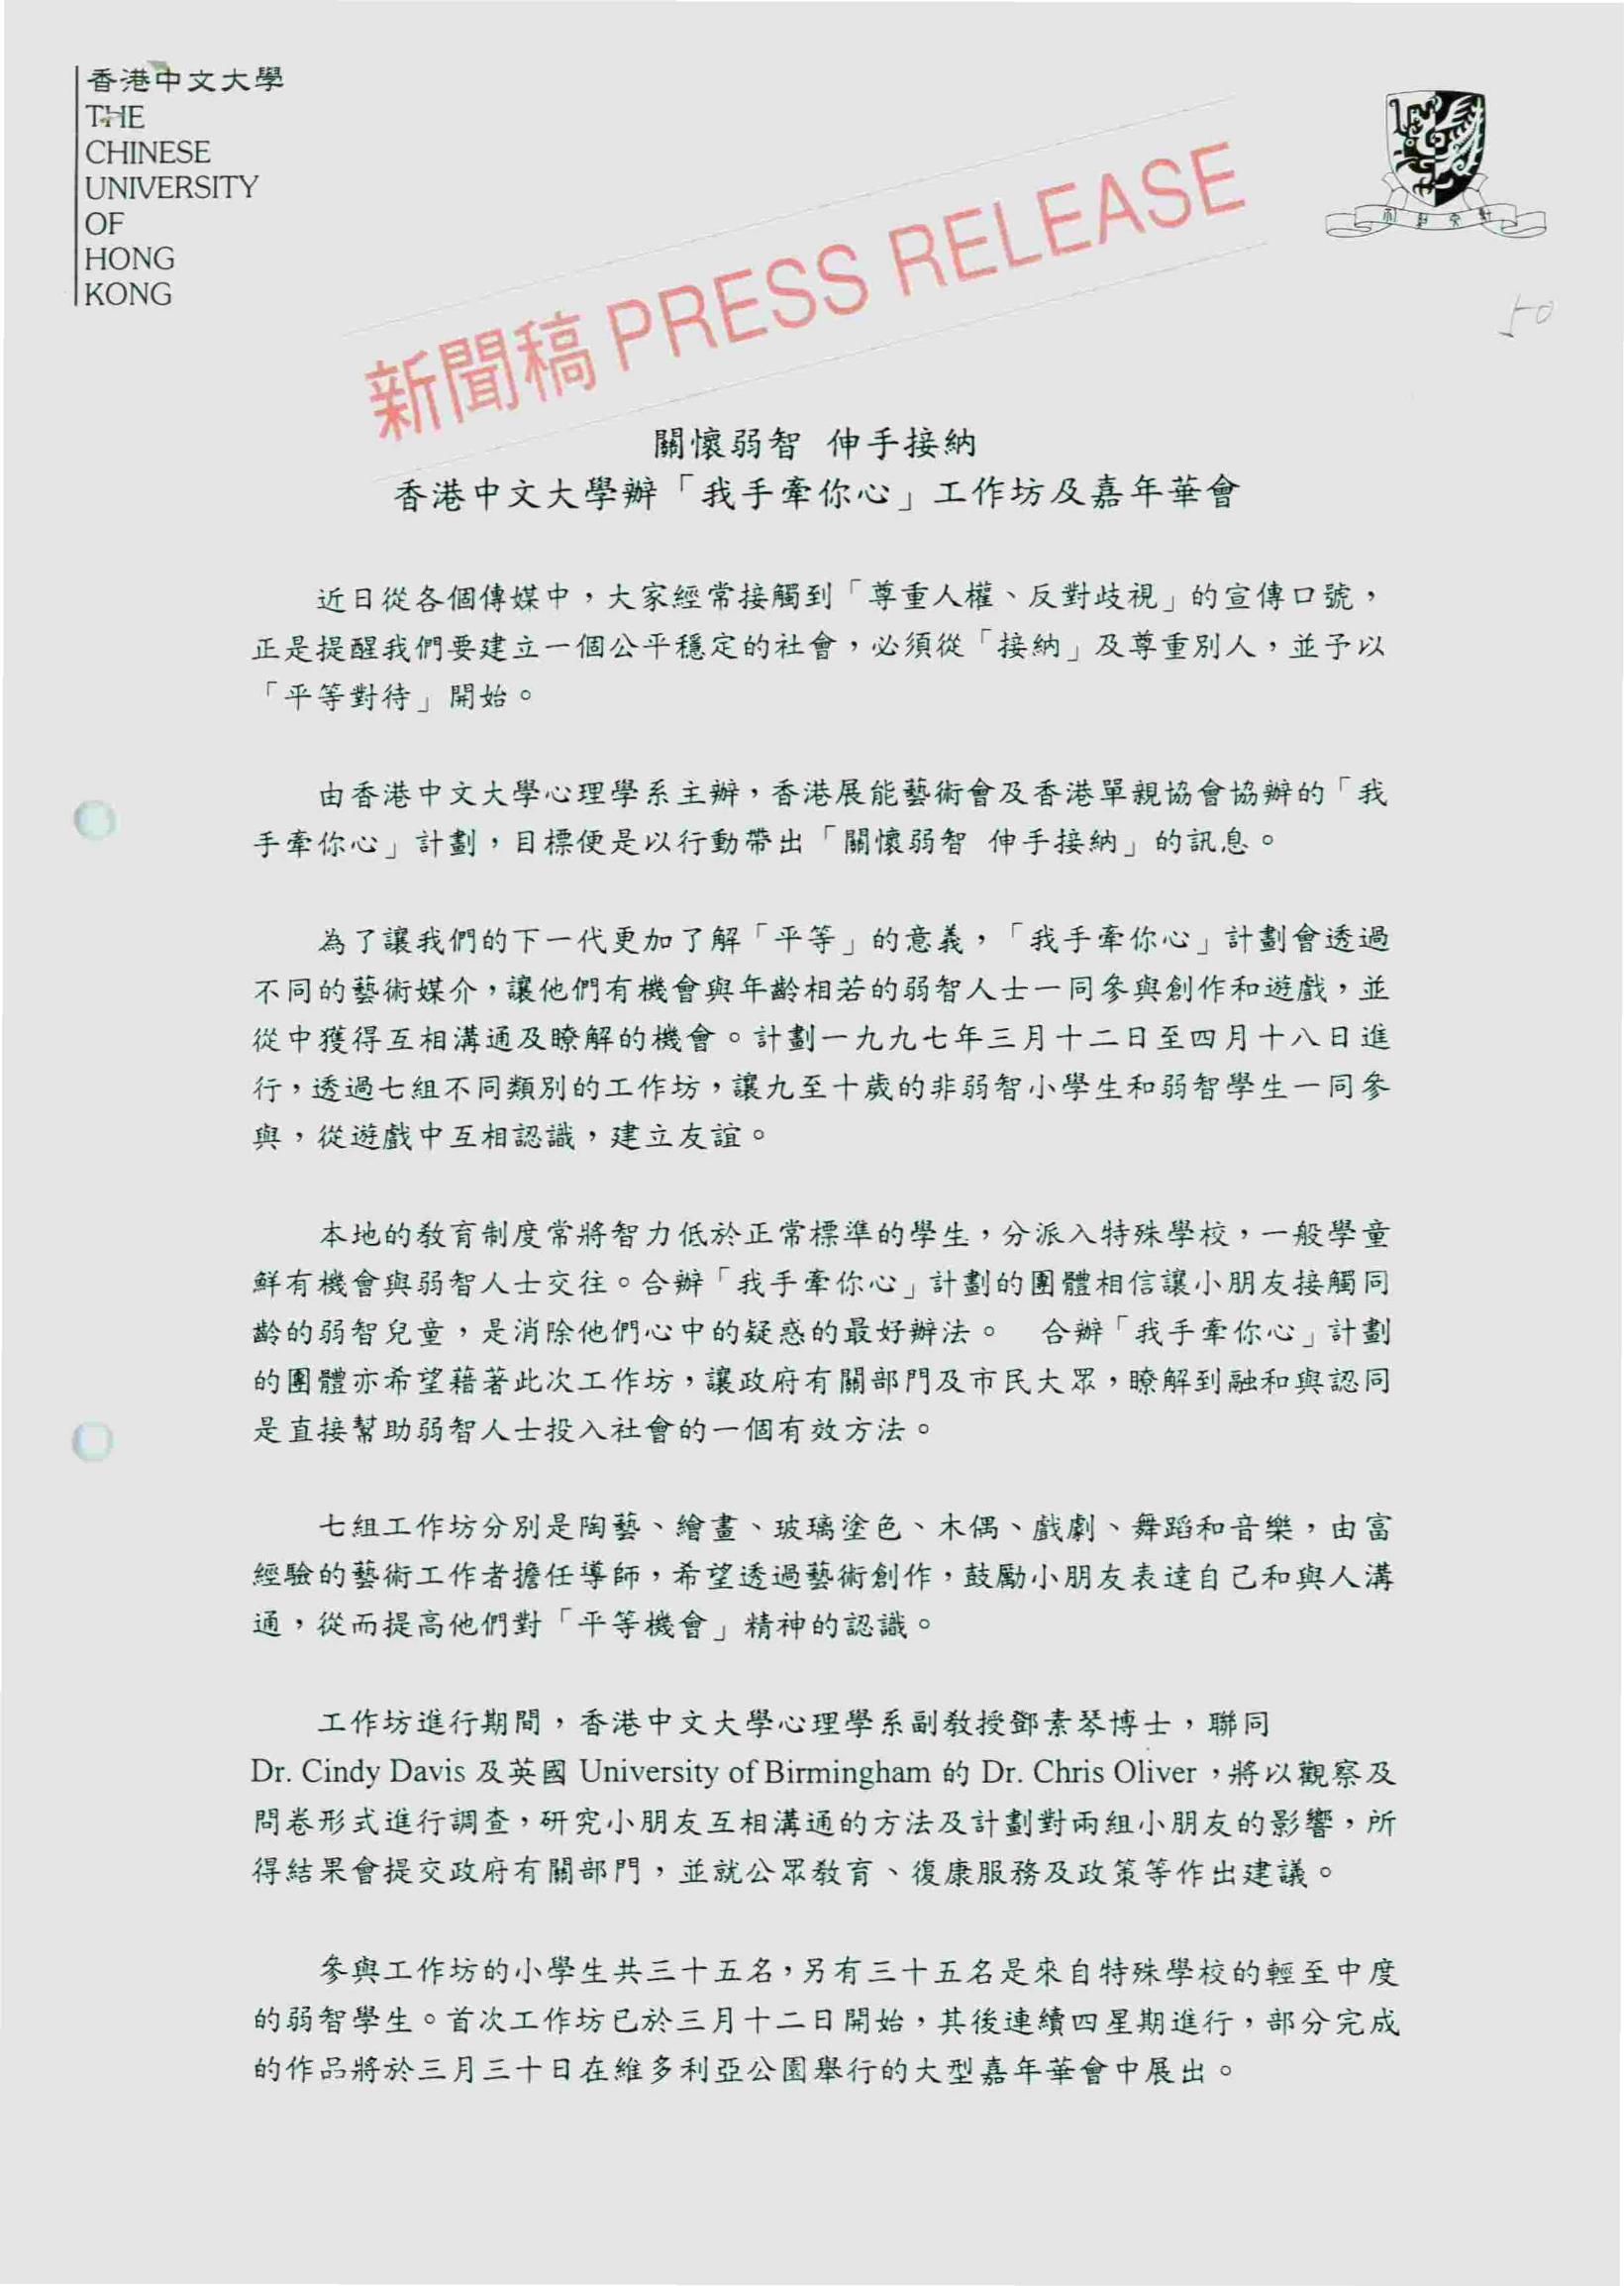 香港中文大學
THE
CHINESE
UNIVERSITY
OF
HONG
KONG
新聞稿 PRESS RELEASE
50
關懷弱智 伸手接納
香港中文大學辦「我手牽你心」工作坊及嘉年華會
近日從各個傳媒中，大家經常接觸到「尊重人權、反對歧視」的宣傳口號，
正是提醒我們要建立一個公平穩定的社會，必須從「接納」及尊重別人，並予以
「平等對待」開始。
由香港中文大學心理學系主辦，香港展能藝術會及香港單親協會協辦的「我
手牽你心」計劃，目標便是以行動帶出「關懷弱智 伸手接納」的訊息。
為了讓我們的下一代更加了解「平等」的意義，「我手牽你心」計劃會透過
不同的藝術媒介，讓他們有機會與年齡相若的弱智人士一同參與創作和遊戲，並
從中獲得互相溝通及瞭解的機會。計劃一九九七年三月十二日至四月十八日進
行，透過七組不同類別的工作坊，讓九至十歲的非弱智小學生和弱智學生一同參
與，從遊戲中互相認識，建立友誼。
本地的教育制度常將智力低於正常標準的學生，分派入特殊學校，一般學童
鮮有機會與弱智人士交往。合辦「我手牽你心」計劃的團體相信讓小朋友接觸同
齡的弱智兒童，是消除他們心中的疑惑的最好辦法。 合辦「我手牽你心」計劃
的團體亦希望藉著此次工作坊，讓政府有關部門及市民大眾，瞭解到融和與認同
是直接幫助弱智人士投入社會的一個有效方法。
七組工作坊分別是陶藝、繪畫、玻璃塗色、木偶、戲劇、舞蹈和音樂，由富
經驗的藝術工作者擔任導師，希望透過藝術創作，鼓勵小朋友表達自己和與人溝
通，從而提高他們對「平等機會」精神的認識。
工作坊進行期間，香港中文大學心理學系副教授鄧素琴博士，聯同
Dr. Cindy Davis 及英國 University of Birmingham 的 Dr. Chris Oliver，將以觀察及
問卷形式進行調查，研究小朋友互相溝通的方法及計劃對兩組小朋友的影響，所
得結果會提交政府有關部門，並就公眾教育、復康服務及政策等作出建議。
參與工作坊的小學生共三十五名，另有三十五名是來自特殊學校的輕至中度
的弱智學生。首次工作坊已於三月十二日開始，其後連續四星期進行，部分完成
的作品將於三月三十日在維多利亞公園舉行的大型嘉年華會中展出。